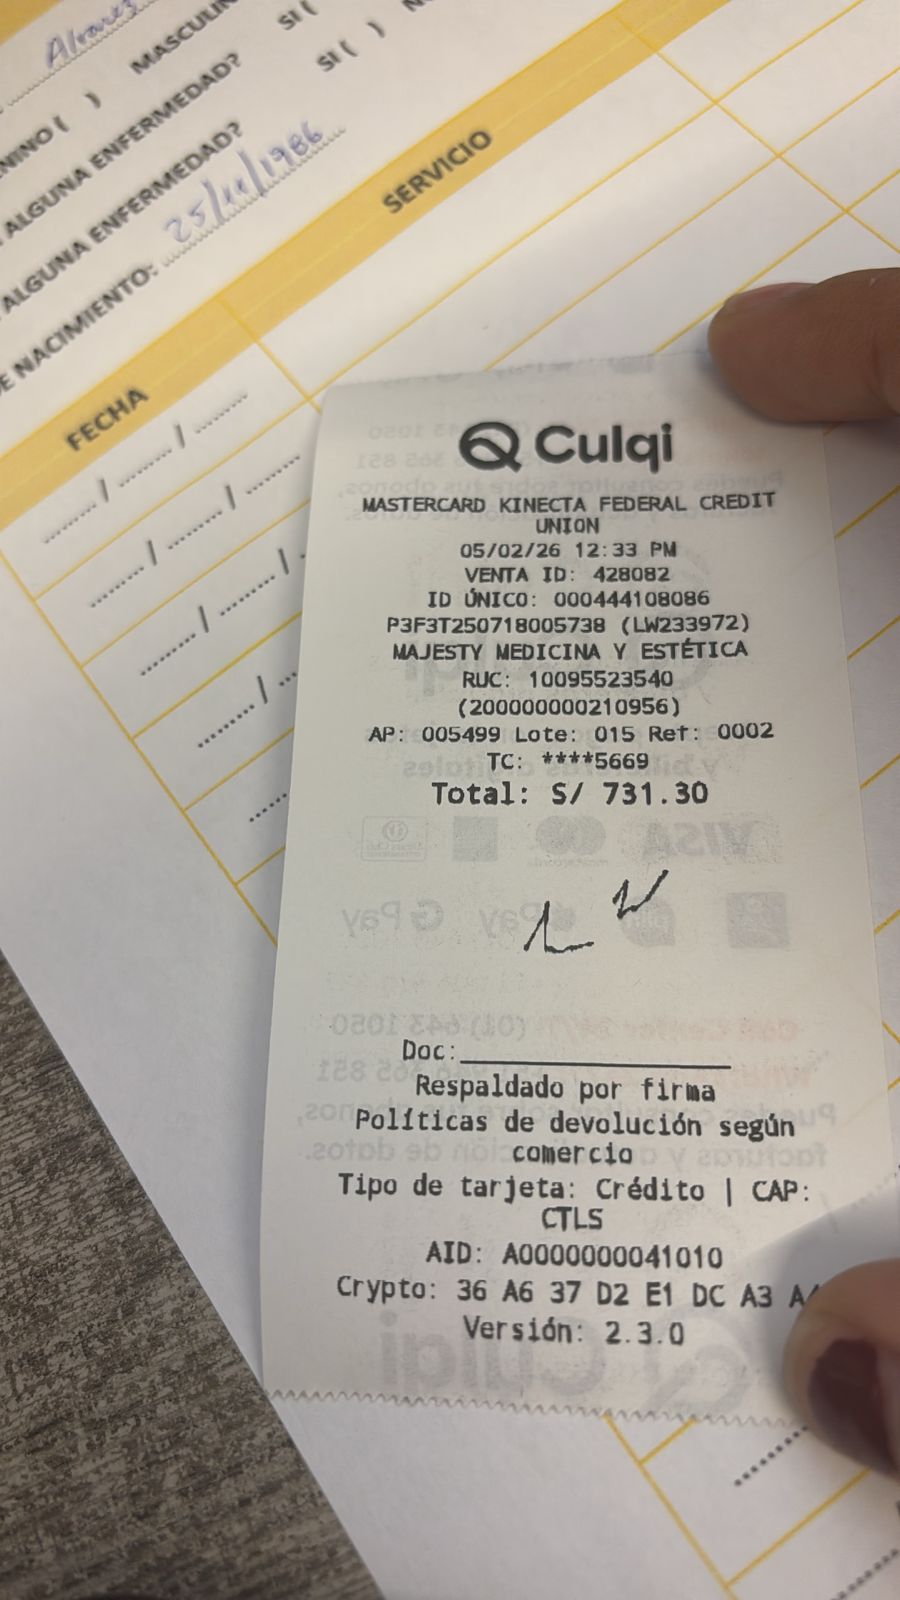 Alvarez
NINO ( ) MASCULIN SI (
ALGUNA ENFERMEDAD? SI ( ) N
ALGUNA ENFERMEDAD?
E NACIMIENTO: 25/11/1986
FECHA SERVICIO
Culqi
MASTERCARD KINECTA FEDERAL CREDIT
UNION
05/02/26 12:33 PM
VENTA ID: 428082
ID ÚNICO: 000444108086
P3F3T250718005738 (LW233972)
MAJESTY MEDICINA Y ESTÉTICA
RUC: 10095523540
(200000000210956)
AP: 005499 Lote: 015 Ref: 0002
TC: ****5669
Total: S/ 731.30
Doc:
Respaldado por firma
Políticas de devolución según
comercio
Tipo de tarjeta: Crédito | CAP:
CTLS
AID: A0000000041010
Crypto: 36 A6 37 D2 E1 DC A3
Versión: 2.3.0